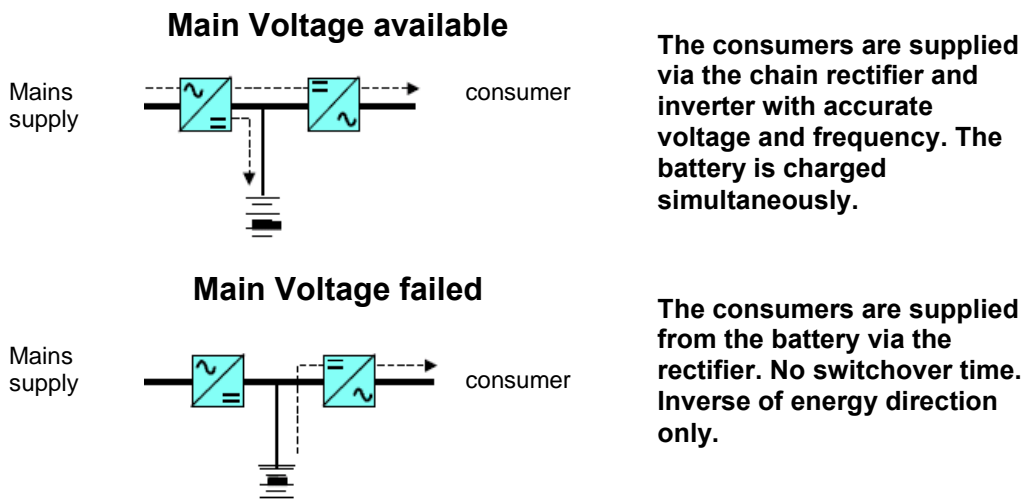 Main Voltage available
Mains
supply
consumer
The consumers are supplied
via the chain rectifier and
inverter with accurate
voltage and frequency. The
battery is charged
simultaneously.
Main Voltage failed
Mains
supply
consumer
The consumers are supplied
from the battery via the
rectifier. No switchover time.
Inverse of energy direction
only.